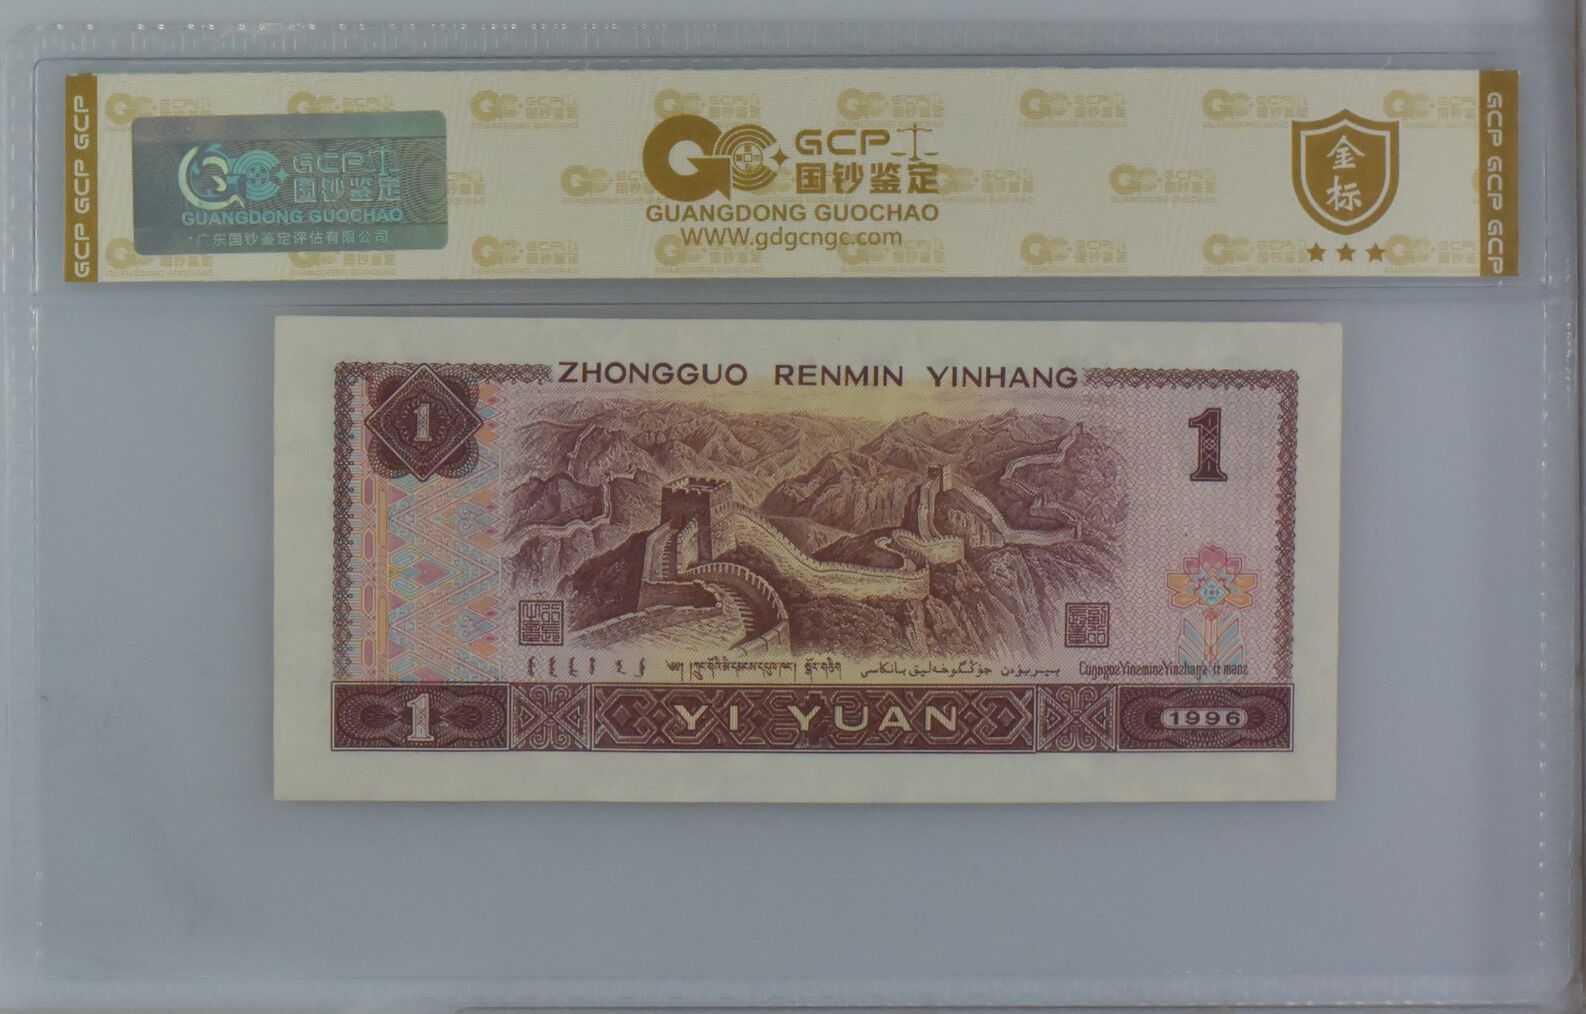 GCP GCP GCP
GCP
国钞鉴定
GUANGDONG GUOCHAO
广东国钞鉴定评估有限公司
GCP
国钞鉴定
GUANGDONG GUOCHAO
WWW.gdgcngc.com
金标
GCP GCP GCP
ZHONGGUO RENMIN YINHANG
1
1
1 YI YUAN 1996